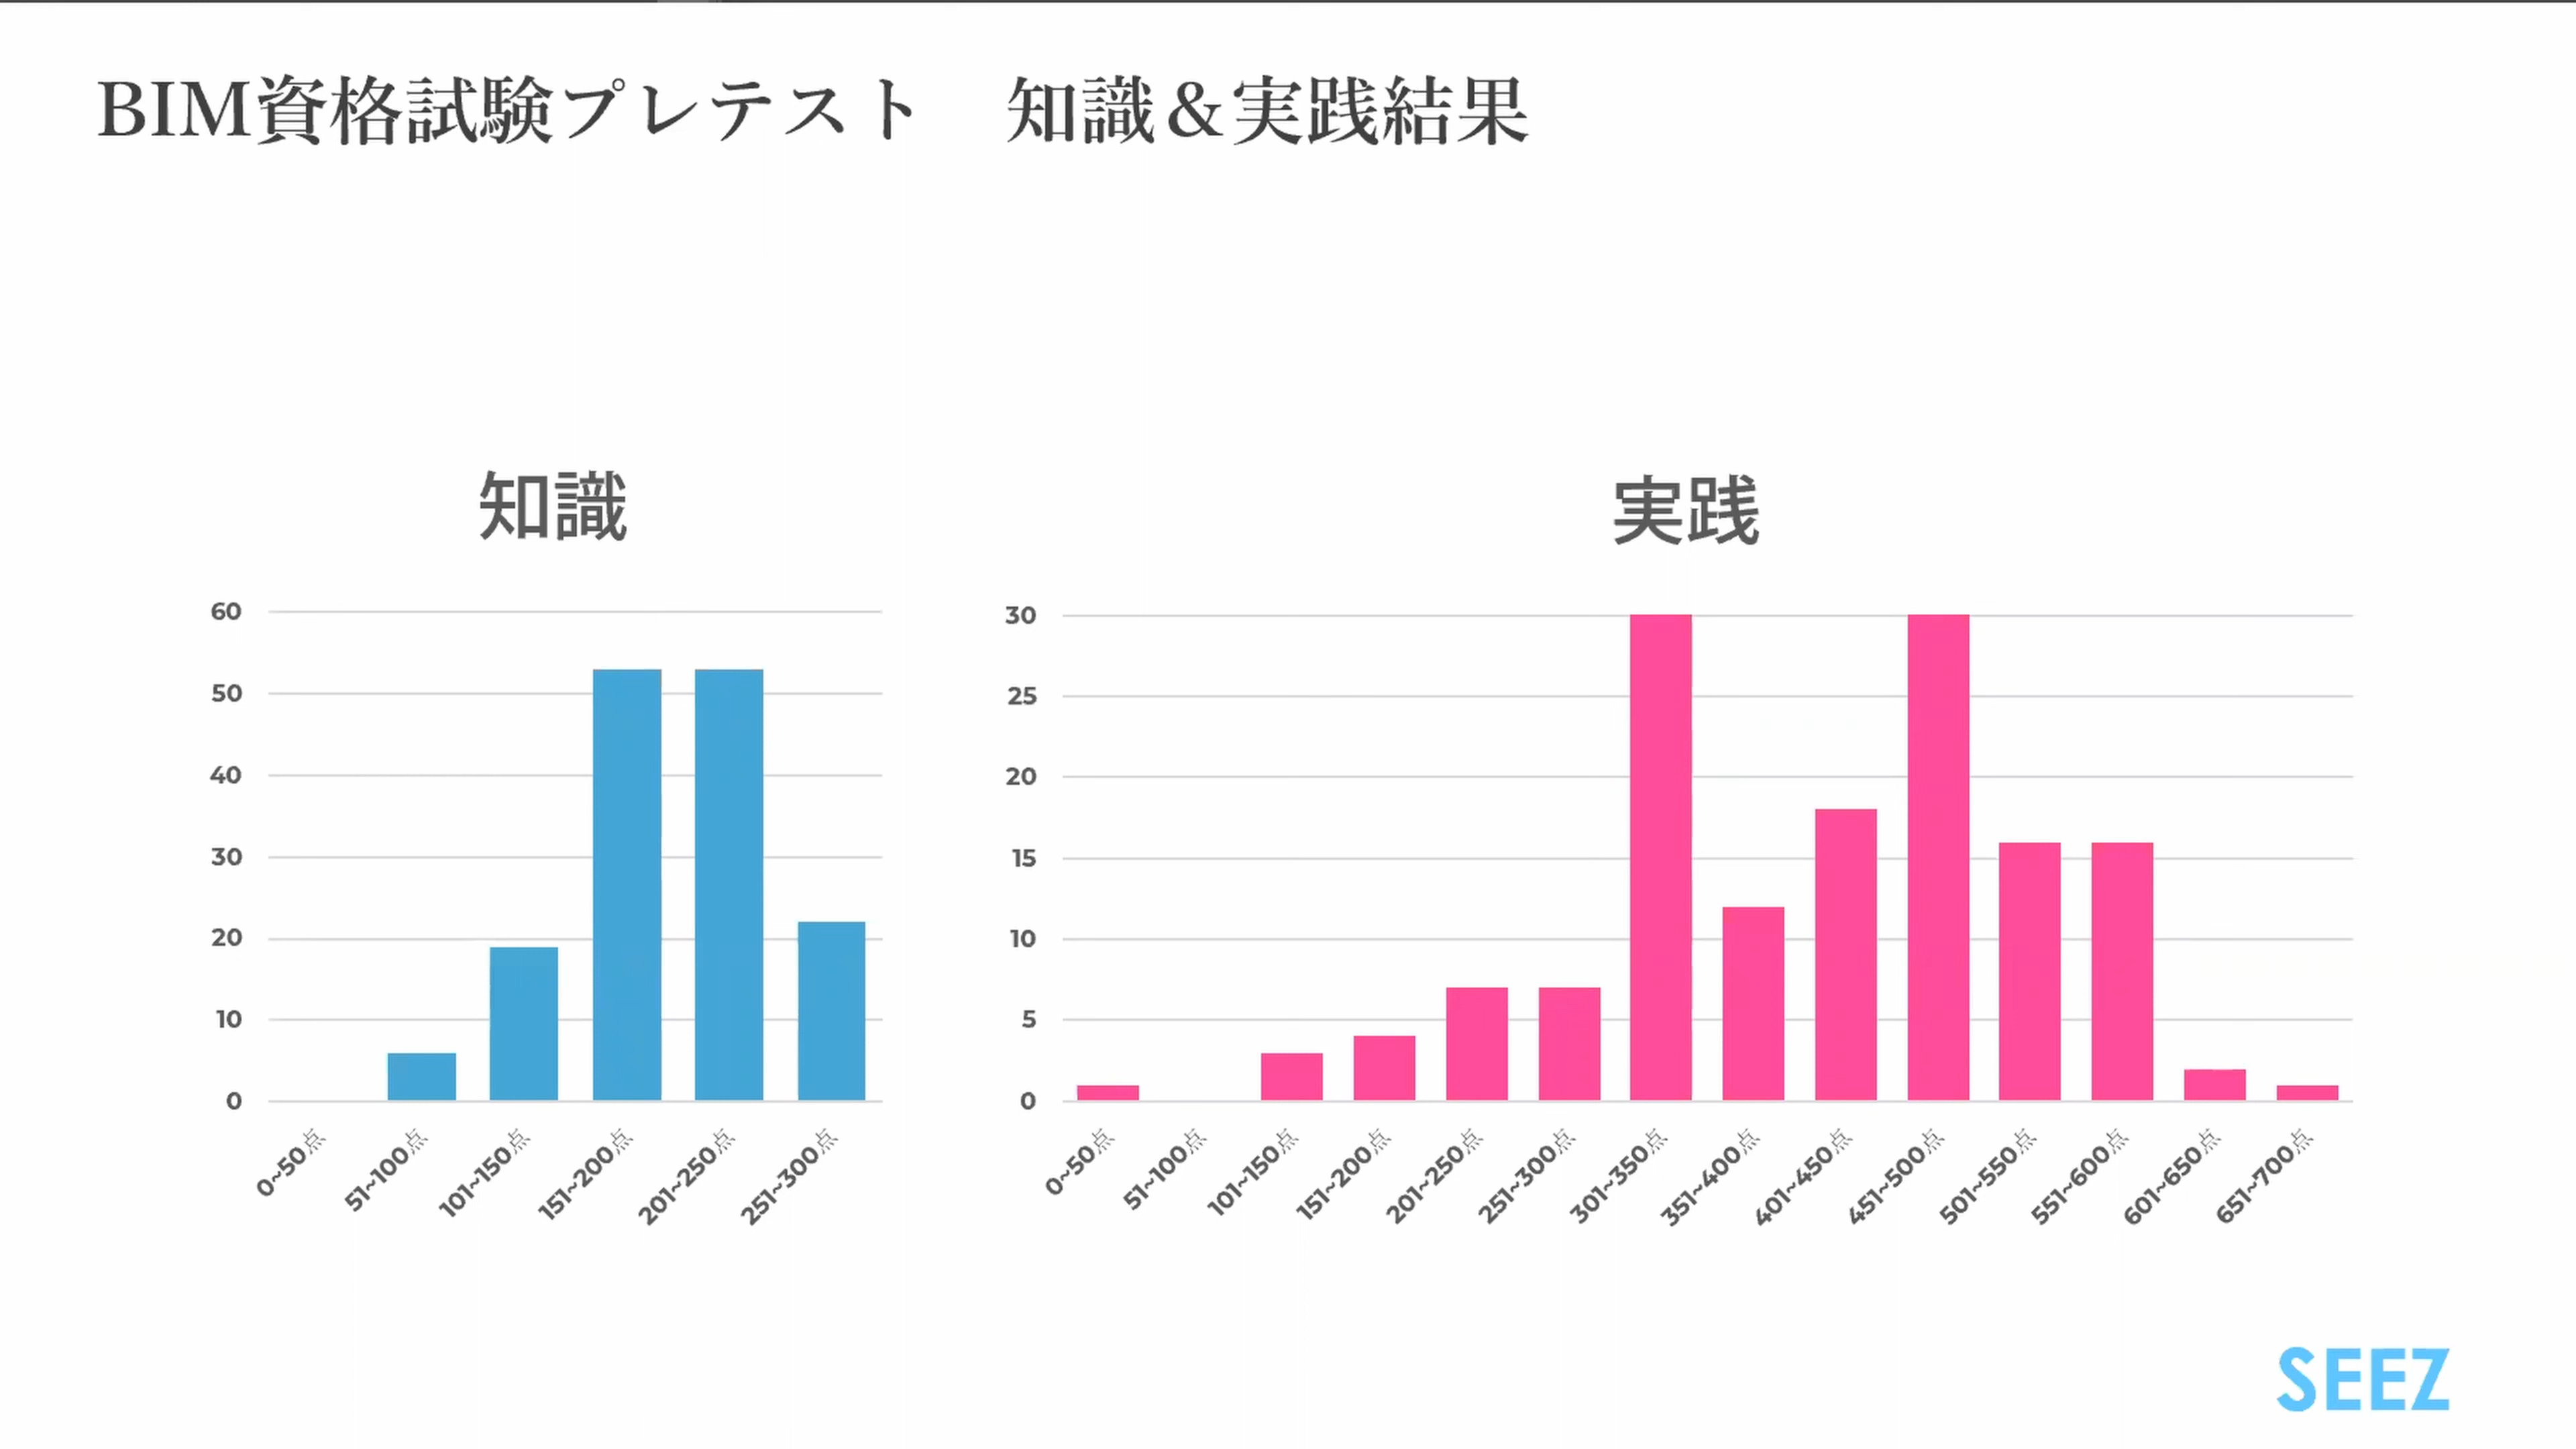 BIM資格試験プレテスト　知識＆実践結果
知識
60
50
40
30
20
10
0
0~50点
51~100点
101~150点
151~200点
201~250点
251~300点
実践
30
25
20
15
10
5
0
0~50点
51~100点
101~150点
151~200点
201~250点
251~300点
301~350点
351~400点
401~450点
451~500点
501~550点
551~600点
601~650点
651~700点
SEEZ